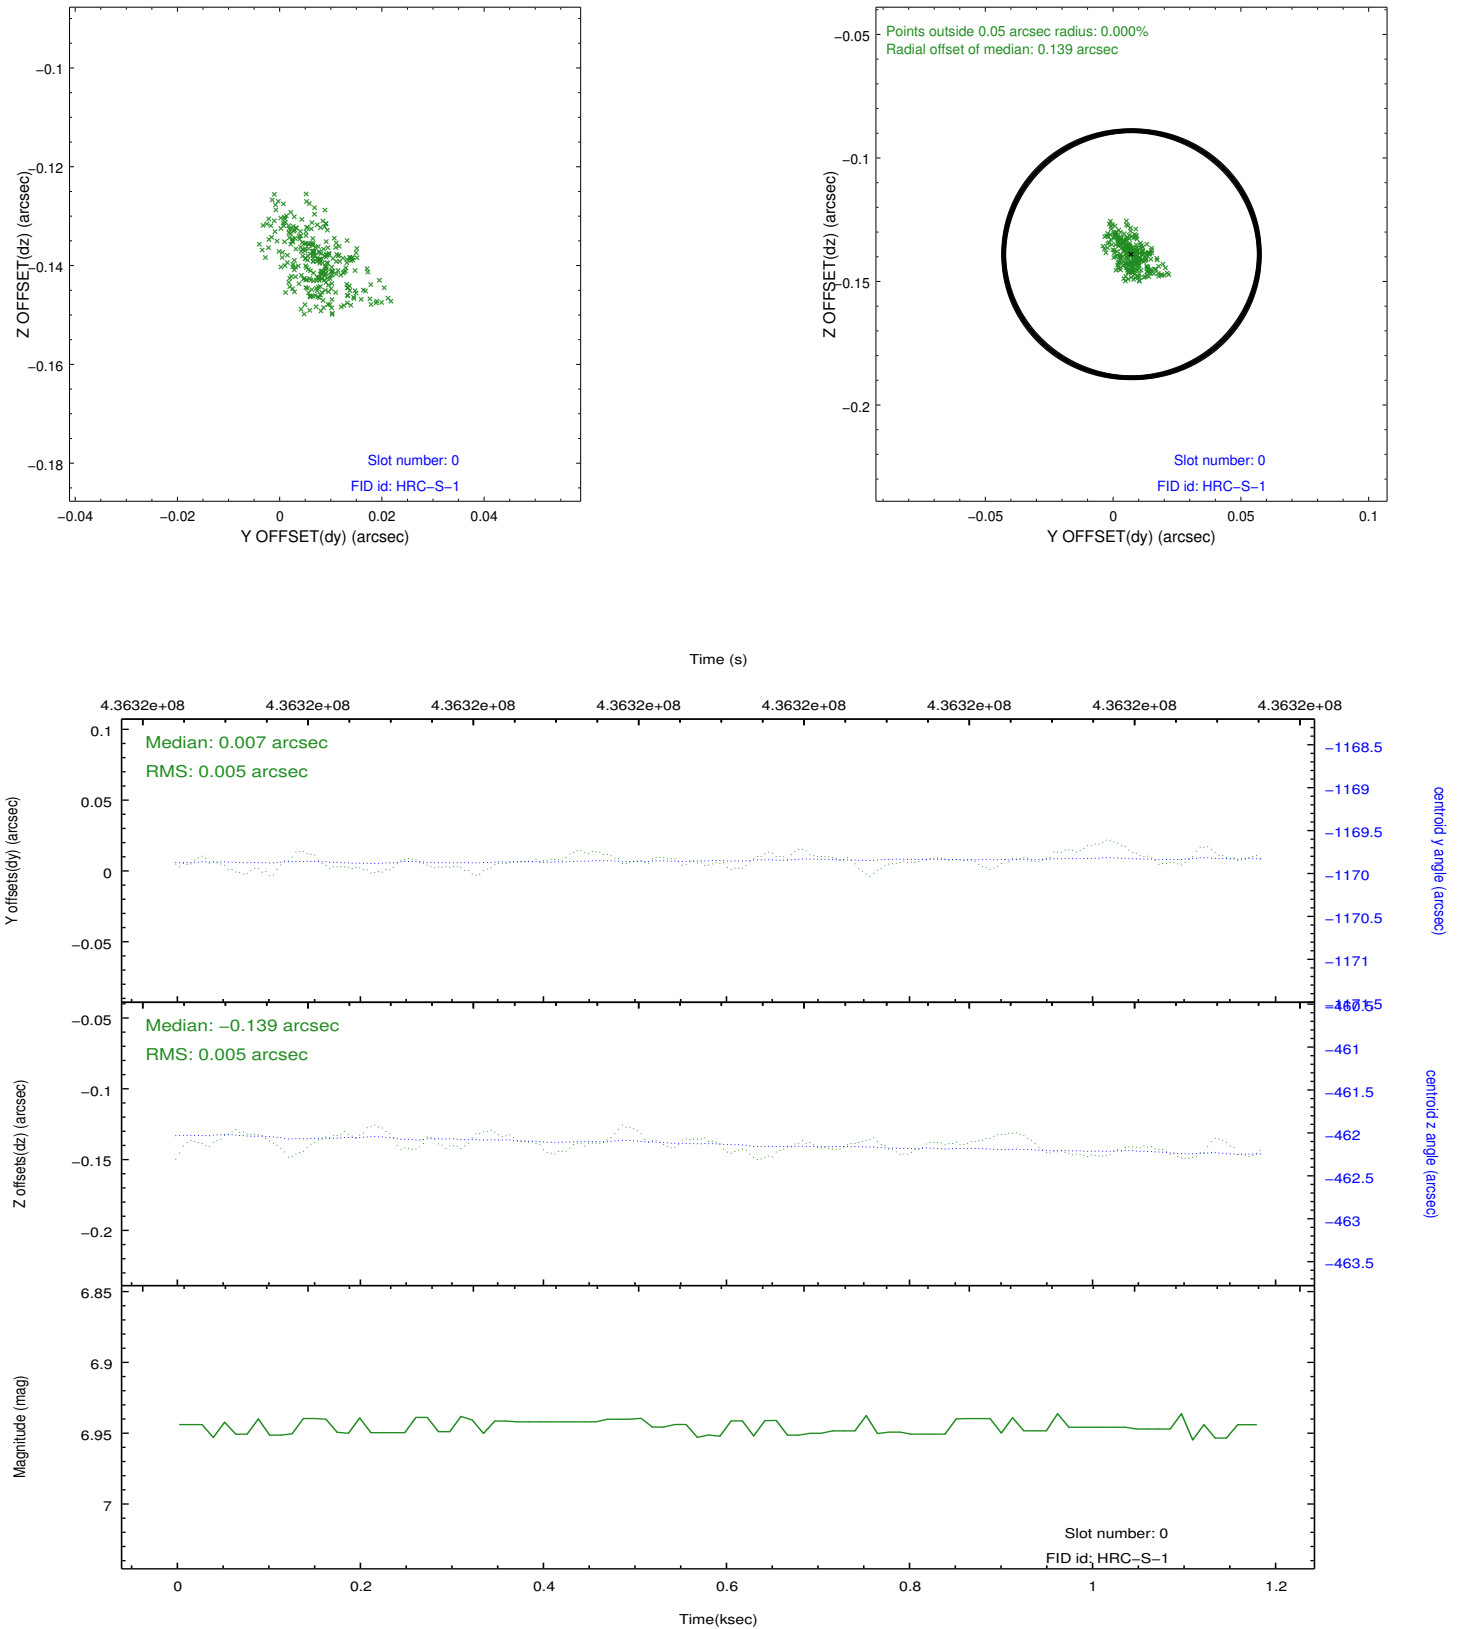 −0.1
−0.12
−0.14
−0.16
−0.18
Z OFFSET(dz) (arcsec)
Slot number: 0
FID id: HRC−S−1
−0.04 −0.02 0 0.02 0.04
Y OFFSET(dy) (arcsec)
Points outside 0.05 arcsec radius: 0.000%
Radial offset of median: 0.139 arcsec
−0.05
−0.1
−0.15
−0.2
Z OFFSET(dz) (arcsec)
Slot number: 0
FID id: HRC−S−1
−0.05 0 0.05 0.1
Y OFFSET(dy) (arcsec)
Time (s)
4.3632e+08 4.3632e+08 4.3632e+08 4.3632e+08 4.3632e+08 4.3632e+08 4.3632e+08 4.3632e+08
Median: 0.007 arcsec
RMS: 0.005 arcsec
0.1
0.05
0
−0.05
Y offsets(dy) (arcsec)
−1168.5
−1169
−1169.5
−1170
−1170.5
−1171
−1171.5
centroid y angle (arcsec)
Median: −0.139 arcsec
RMS: 0.005 arcsec
−0.05
−0.1
−0.15
−0.2
Z offsets(dz) (arcsec)
−460.5
−461
−461.5
−462
−462.5
−463
−463.5
centroid z angle (arcsec)
6.85
6.9
6.95
7
Magnitude (mag)
Slot number: 0
FID id: HRC−S−1
0 0.2 0.4 0.6 0.8 1 1.2
Time(ksec)